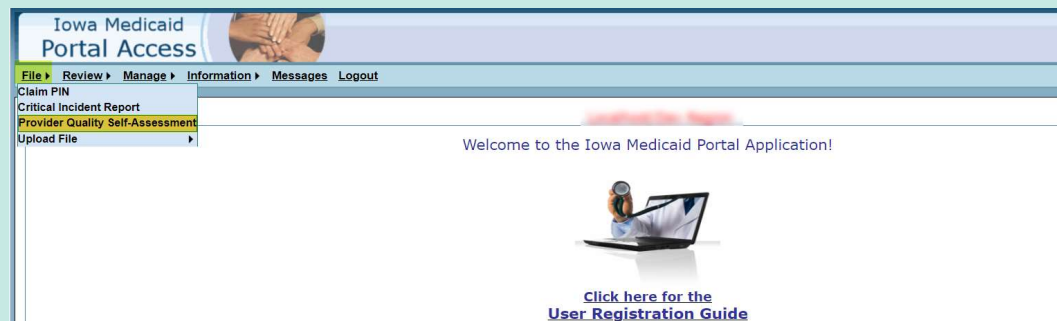 Iowa Medicaid
Portal Access
File Review Manage Information Messages Logout
Claim PIN
Critical Incident Report
Provider Quality Self-Assessment
Upload File
Welcome to the Iowa Medicaid Portal Application!
Click here for the
User Registration Guide